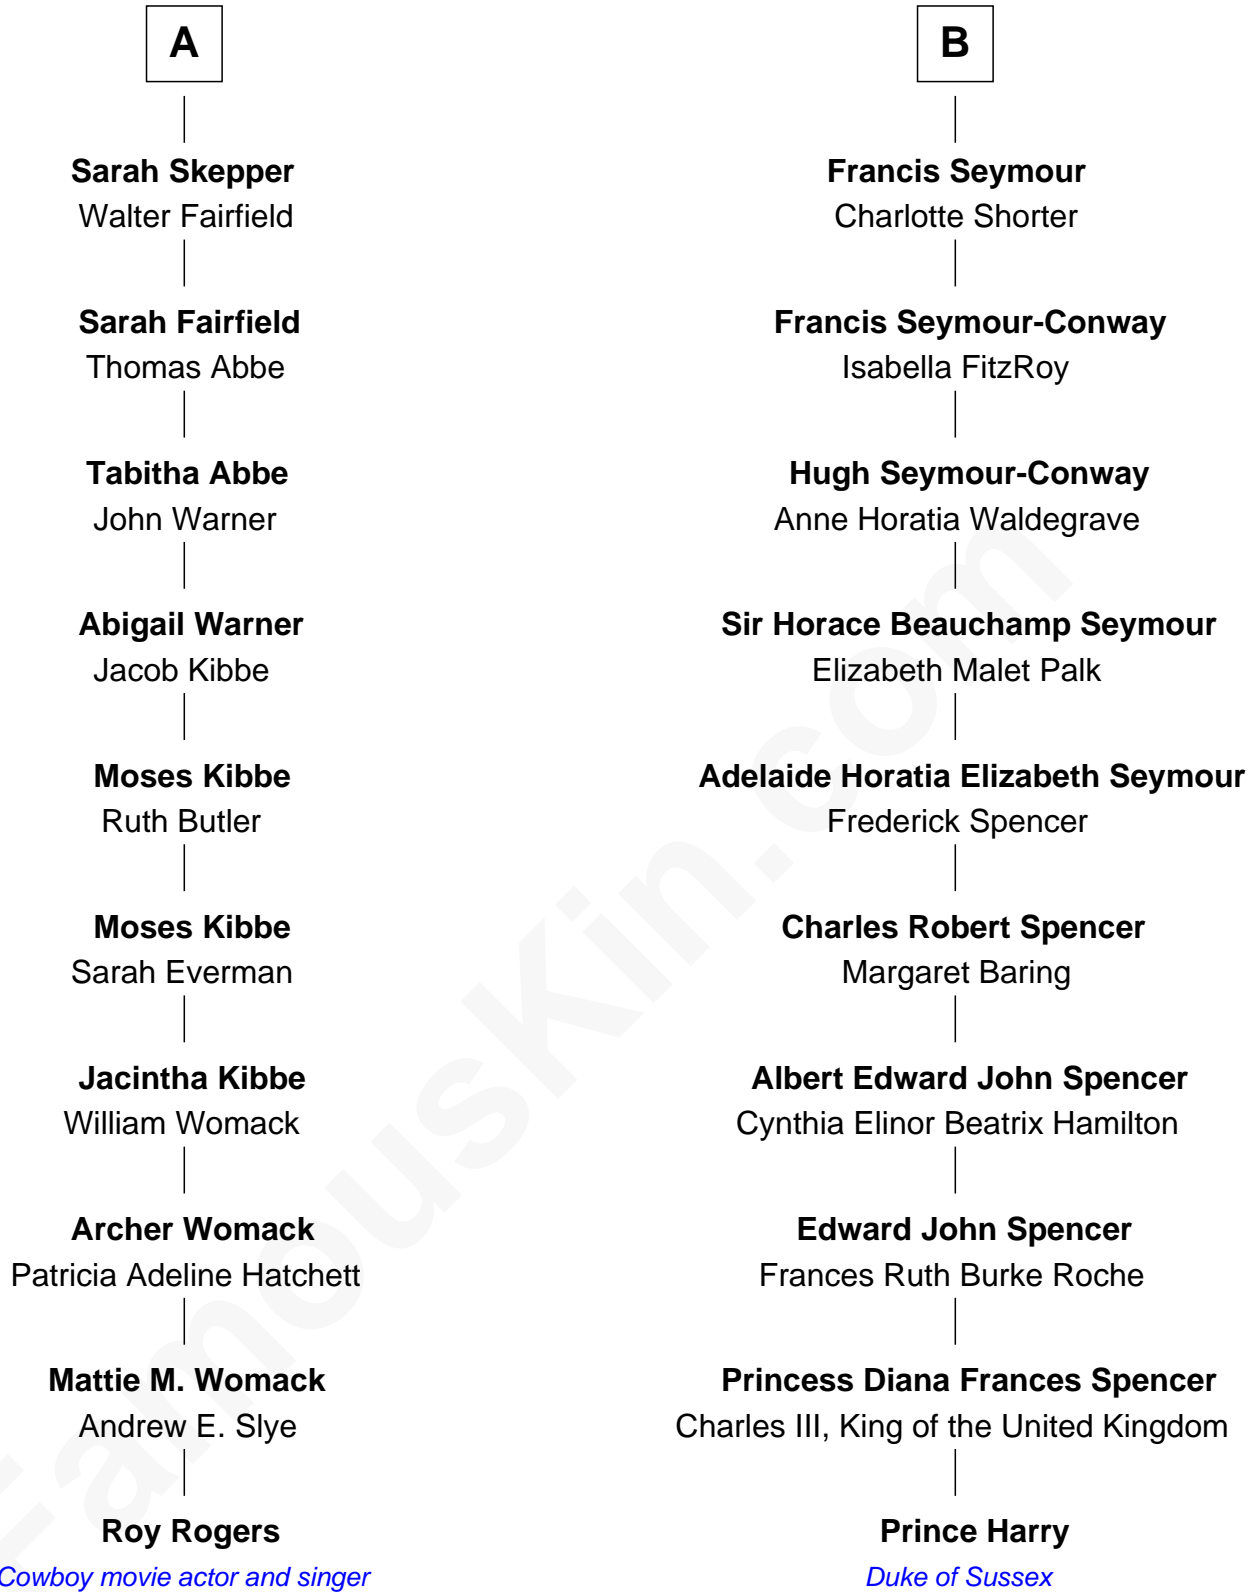 A
Sarah Skepper
Walter Fairfield
Sarah Fairfield
Thomas Abbe
Tabitha Abbe
John Warner
Abigail Warner
Jacob Kibbe
Moses Kibbe
Ruth Butler
Moses Kibbe
Sarah Everman
Jacintha Kibbe
William Womack
Archer Womack
Patricia Adeline Hatchett
Mattie M. Womack
Andrew E. Slye
Roy Rogers
Cowboy movie actor and singer
B
Francis Seymour
Charlotte Shorter
Francis Seymour-Conway
Isabella FitzRoy
Hugh Seymour-Conway
Anne Horatia Waldegrave
Sir Horace Beauchamp Seymour
Elizabeth Malet Palk
Adelaide Horatia Elizabeth Seymour
Frederick Spencer
Charles Robert Spencer
Margaret Baring
Albert Edward John Spencer
Cynthia Elinor Beatrix Hamilton
Edward John Spencer
Frances Ruth Burke Roche
Princess Diana Frances Spencer
Charles III, King of the United Kingdom
Prince Harry
Duke of Sussex
FamousKin.com